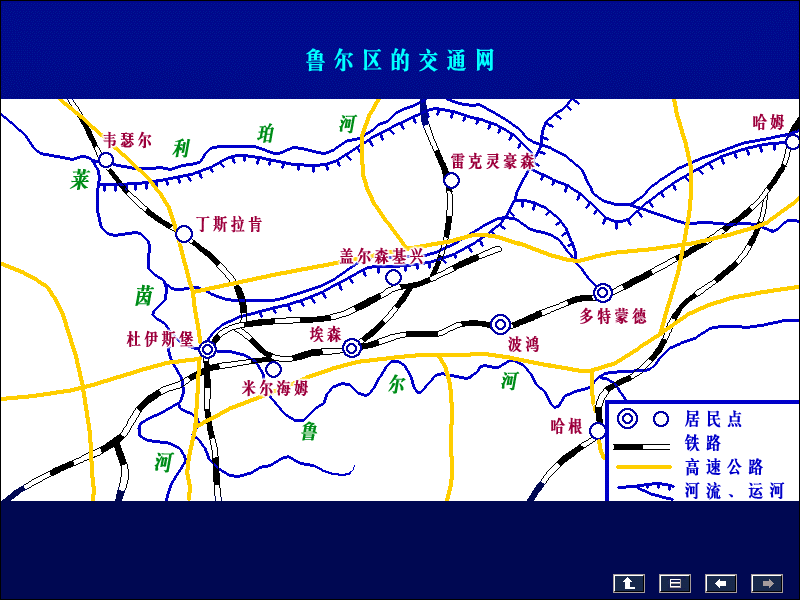 鲁尔区的交通网
哈姆
韦瑟尔
利珀河
雷克灵豪森
莱茵河
丁斯拉肯
盖尔森基兴
多特蒙德
杜伊斯堡
埃森
波鸿
米尔海姆
鲁尔河
哈根
居民点
铁路
高速公路
河流、运河